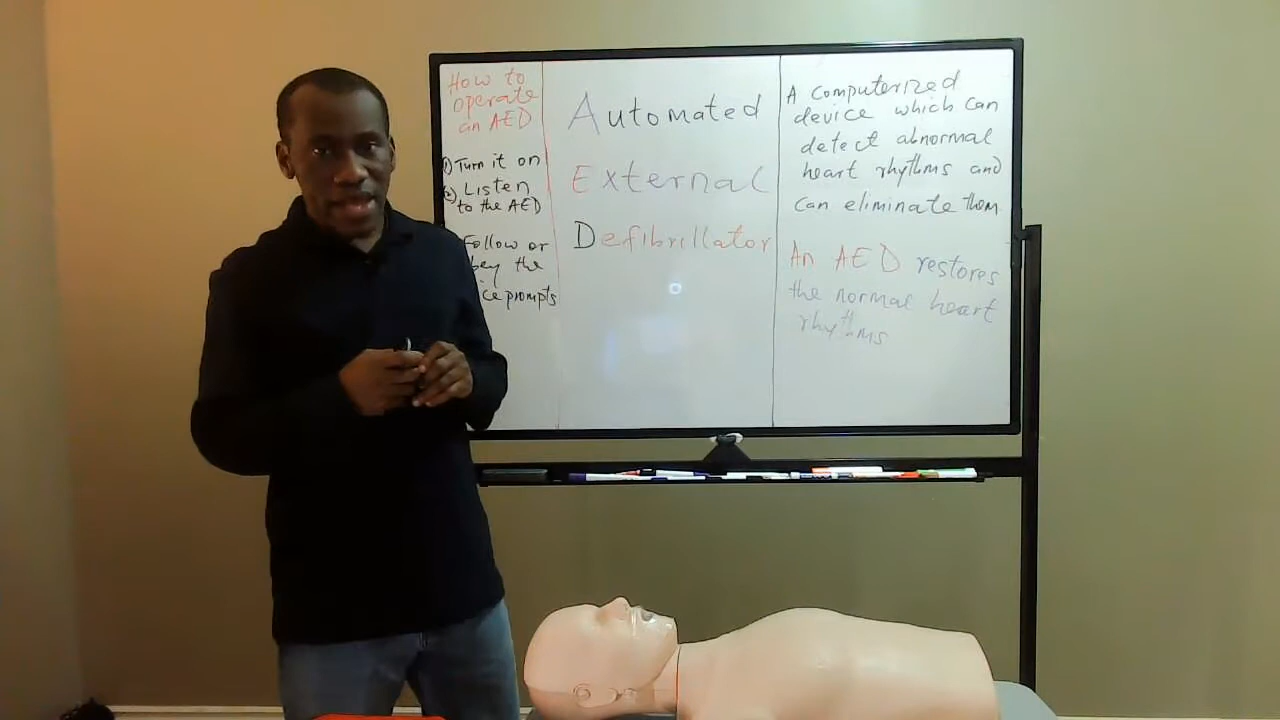 How to
operate
an AED
① Turn it on
② Listen
to the AED
Follow or
the
prompts
Automated
External
Defibrillator
A computerized
device which can
detect abnormal
heart rhythms and
can eliminate them
An AED restores
the normal heart
rhythms